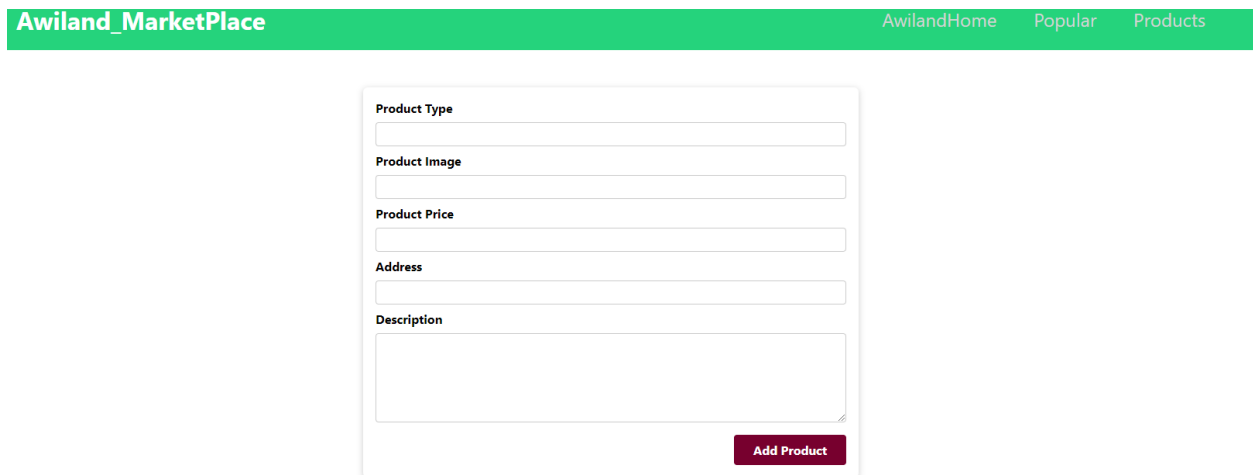 Awiland_MarketPlace AwilandHome Popular Products
Product Type
Product Image
Product Price
Address
Description
Add Product